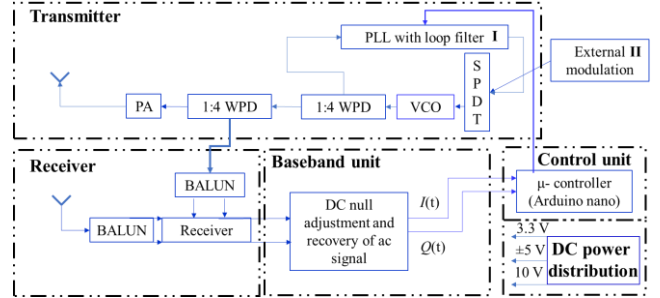 Transmitter
PLL with loop filter I
SPDT
External II
modulation
PA
1:4 WPD
1:4 WPD
VCO
Receiver
Baseband unit
Control unit
BALUN
BALUN
Receiver
DC null
adjustment and
recovery of ac
signal
I(t)
Q(t)
μ- controller
(Arduino nano)
3.3 V
±5 V
10 V
DC power
distribution